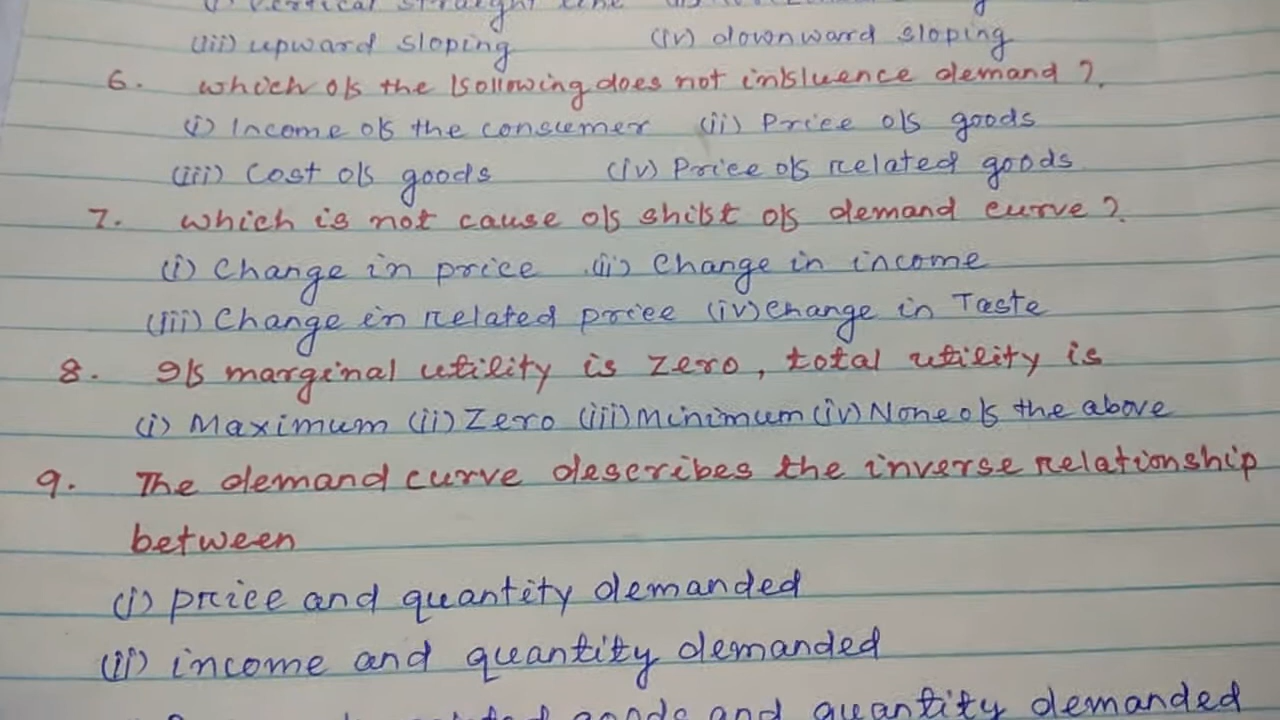 (i) vertical straight line
(iii) upward sloping (iv) downward sloping
6. which of the following does not influence demand ?
(i) Income of the consumer (ii) Price of goods
(iii) Cost of goods (iv) Price of related goods
7. which is not cause of shift of demand curve ?
(i) Change in price (ii) Change in income
(iii) Change in related price (iv) Change in Taste
8. If marginal utility is zero, total utility is
(i) Maximum (ii) Zero (iii) Minimum (iv) None of the above
9. The demand curve describes the inverse relationship
between
(i) price and quantity demanded
(ii) income and quantity demanded
goods and quantity demanded